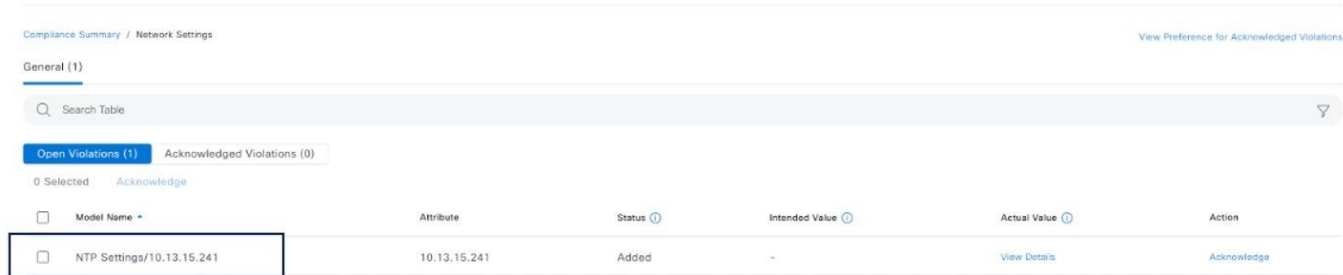 Compliance Summary / Network Settings
View Preference for Acknowledged Violations
General (1)
Search Table
Open Violations (1) Acknowledged Violations (0)
0 Selected Acknowledge
Model Name Attribute Status Intended Value Actual Value Action
NTP Settings/10.13.15.241 10.13.15.241 Added - View Details Acknowledge